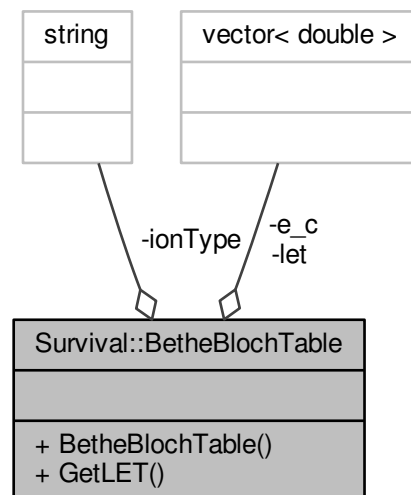 string
vector< double >
-ionType
-e_c
-let
Survival::BetheBlochTable
+ BetheBlochTable()
+ GetLET()